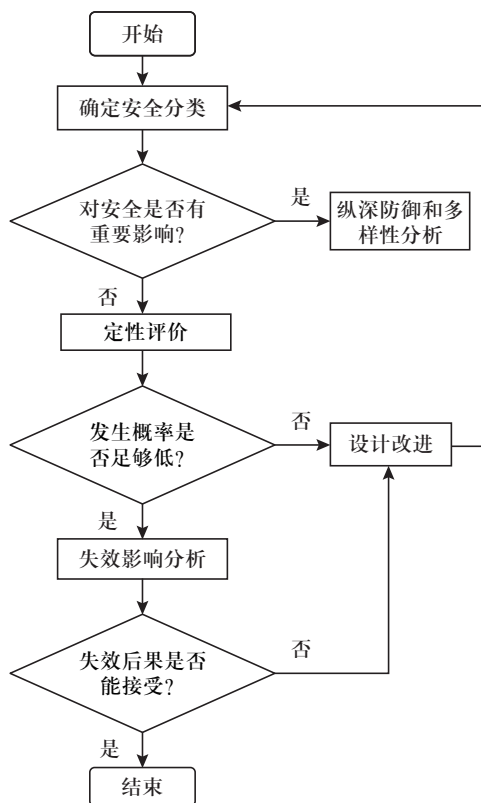 开始
确定安全分类
对安全是否有
重要影响？
是
纵深防御和多
样性分析
否
定性评价
发生概率是
否足够低？
否
设计改进
是
失效影响分析
失效后果是否
能接受？
否
是
结束